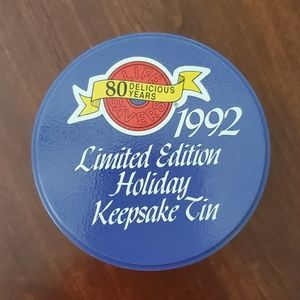 LIFE
80 DELICIOUS
YEARS
SAVERS
1992
Limited Edition
Holiday
Keepsake Tin